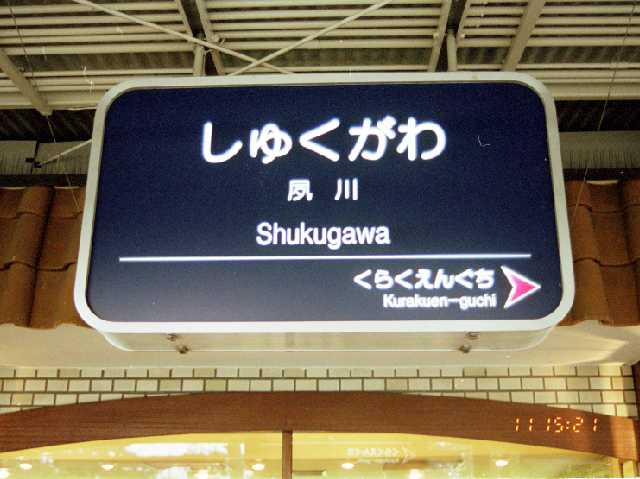 しゅくがわ
夙川
Shukugawa
くらくえんぐち
Kurakuen-guchi
11 15:21